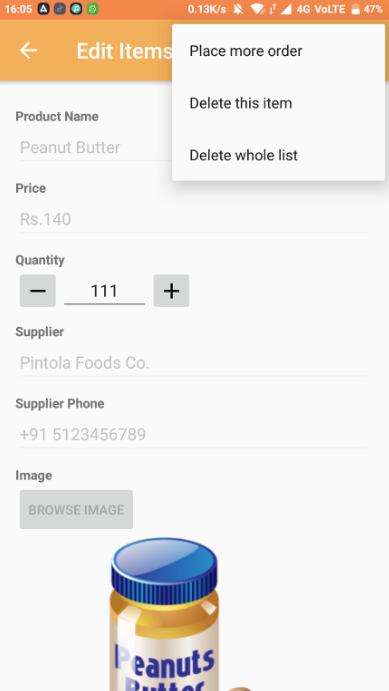 16:05 0.13K/s 4G VoLTE 47%
Edit Items
Place more order
Delete this item
Delete whole list
Product Name
Peanut Butter
Price
Rs.140
Quantity
− 111 +
Supplier
Pintola Foods Co.
Supplier Phone
+91 5123456789
Image
BROWSE IMAGE
Peanuts
Butter